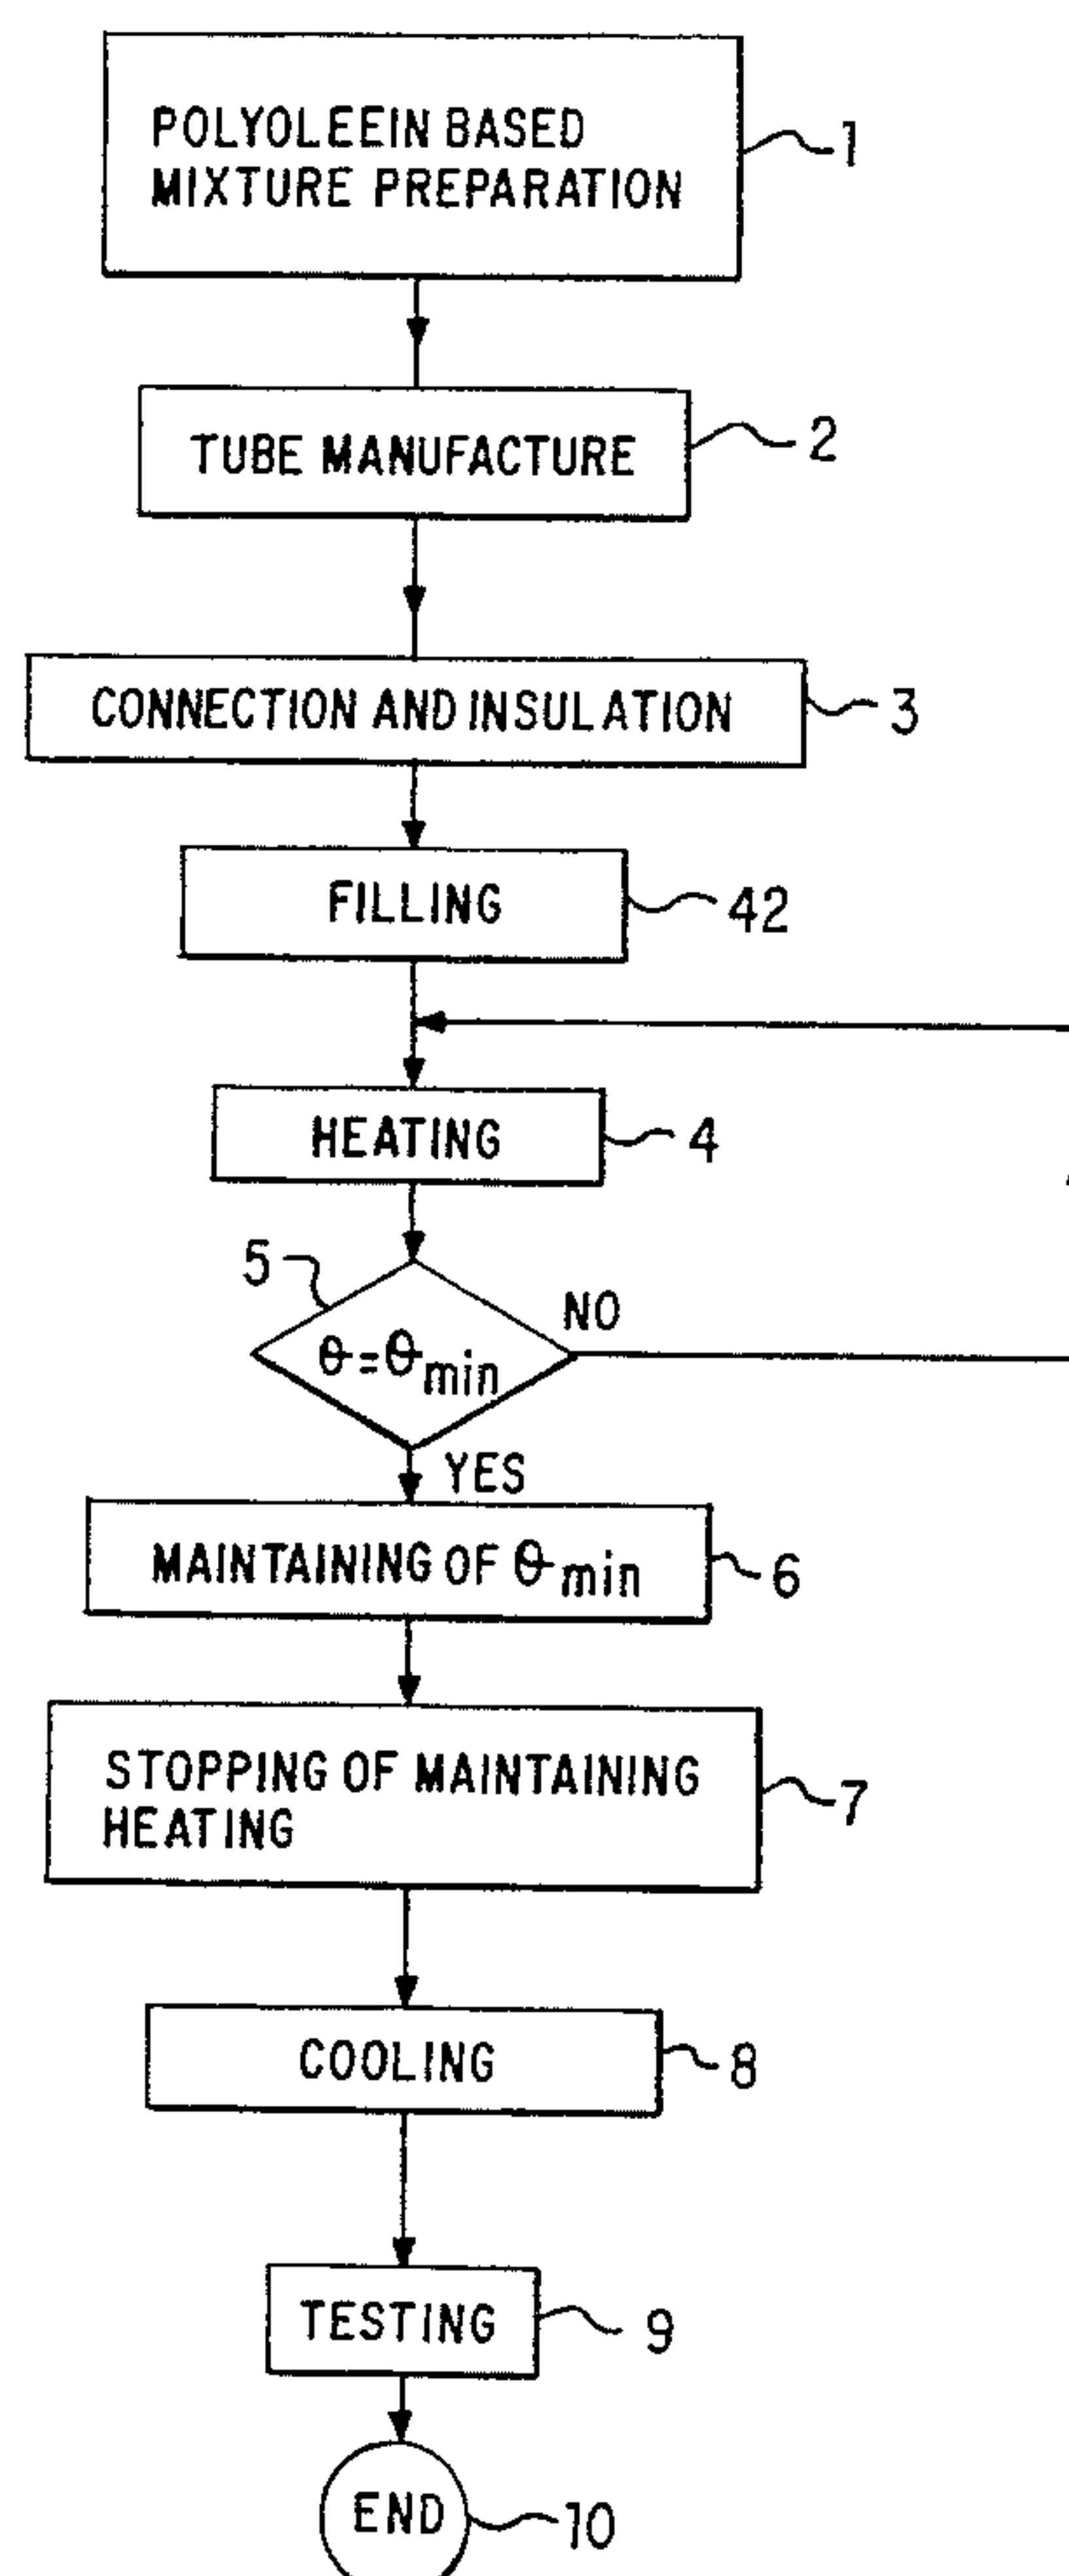 POLYOLEEIN BASED
MIXTURE PREPARATION
1
TUBE MANUFACTURE
2
CONNECTION AND INSULATION
3
FILLING
42
HEATING
4
5
θ=θmin
NO
YES
MAINTAINING OF θmin
6
STOPPING OF MAINTAINING
HEATING
7
COOLING
8
TESTING
9
END
10